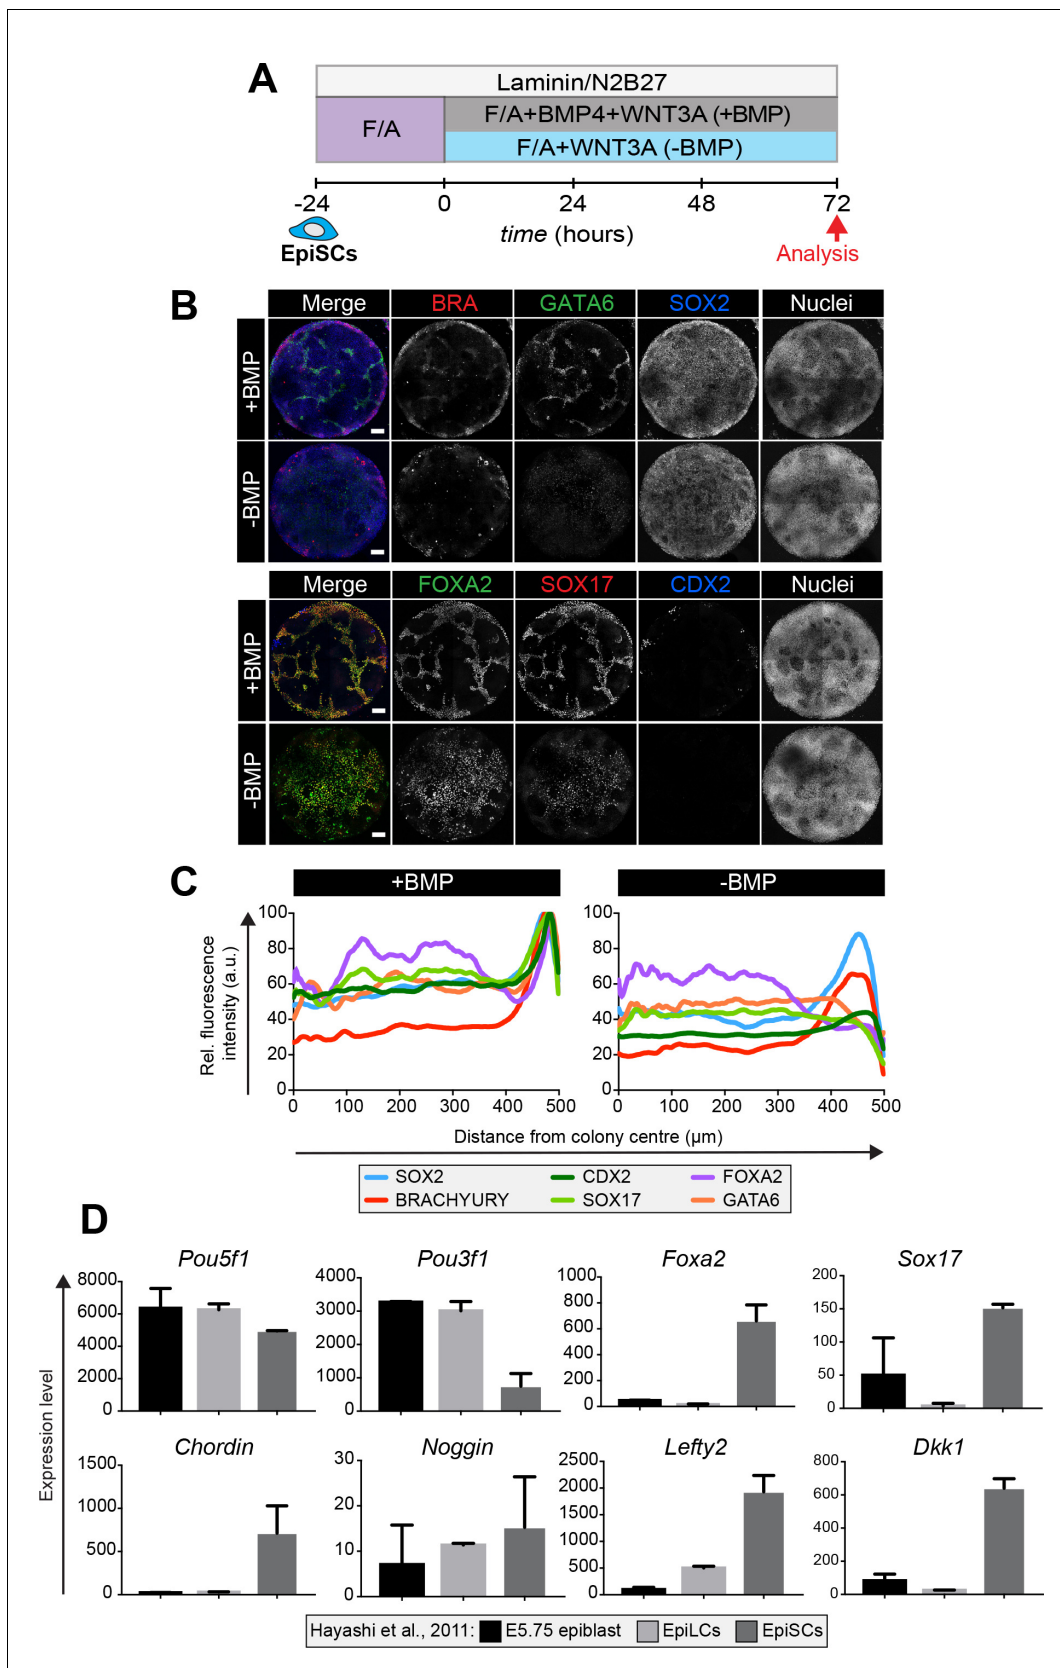 A
Laminin/N2B27
F/A
F/A+BMP4+WNT3A (+BMP)
F/A+WNT3A (-BMP)
-24 0 24 48 72
EpiSCs
time (hours)
Analysis
B
Merge BRA GATA6 SOX2 Nuclei
+BMP
-BMP
Merge FOXA2 SOX17 CDX2 Nuclei
+BMP
-BMP
C
+BMP -BMP
Rel. fluorescence
intensity (a.u.)
100 100
80 80
60 60
40 40
20 20
0 0
0 100 200 300 400 500 0 100 200 300 400 500
Distance from colony centre (µm)
SOX2 CDX2 FOXA2
BRACHYURY SOX17 GATA6
D
Expression level
Pou5f1 Pou3f1 Foxa2 Sox17
8000 4000 1000 200
6000 3000 800 150
4000 2000 600 100
2000 1000 400 50
0 0 200 0
0
Chordin Noggin Lefty2 Dkk1
1500 30 2500 800
1000 20 2000 600
500 10 1500 400
0 0 1000 200
500 0
0
Hayashi et al., 2011: E5.75 epiblast EpiLCs EpiSCs